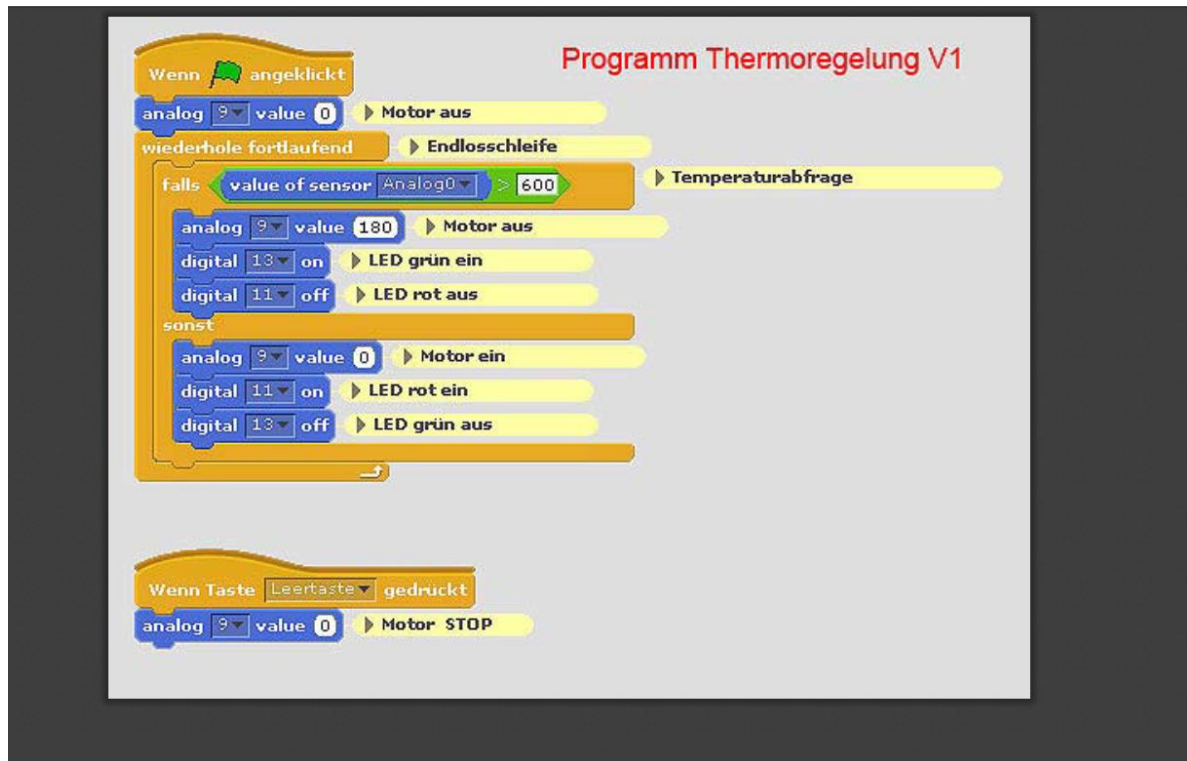 Programm Thermoregelung V1
Wenn angeklickt
analog 9 value 0 Motor aus
wiederhole fortlaufend Endlosschleife
falls value of sensor Analog0 > 600 Temperaturabfrage
analog 9 value 180 Motor aus
digital 13 on LED grün ein
digital 11 off LED rot aus
sonst
analog 9 value 0 Motor ein
digital 11 on LED rot ein
digital 13 off LED grün aus
Wenn Taste Leertaste gedrückt
analog 9 value 0 Motor STOP